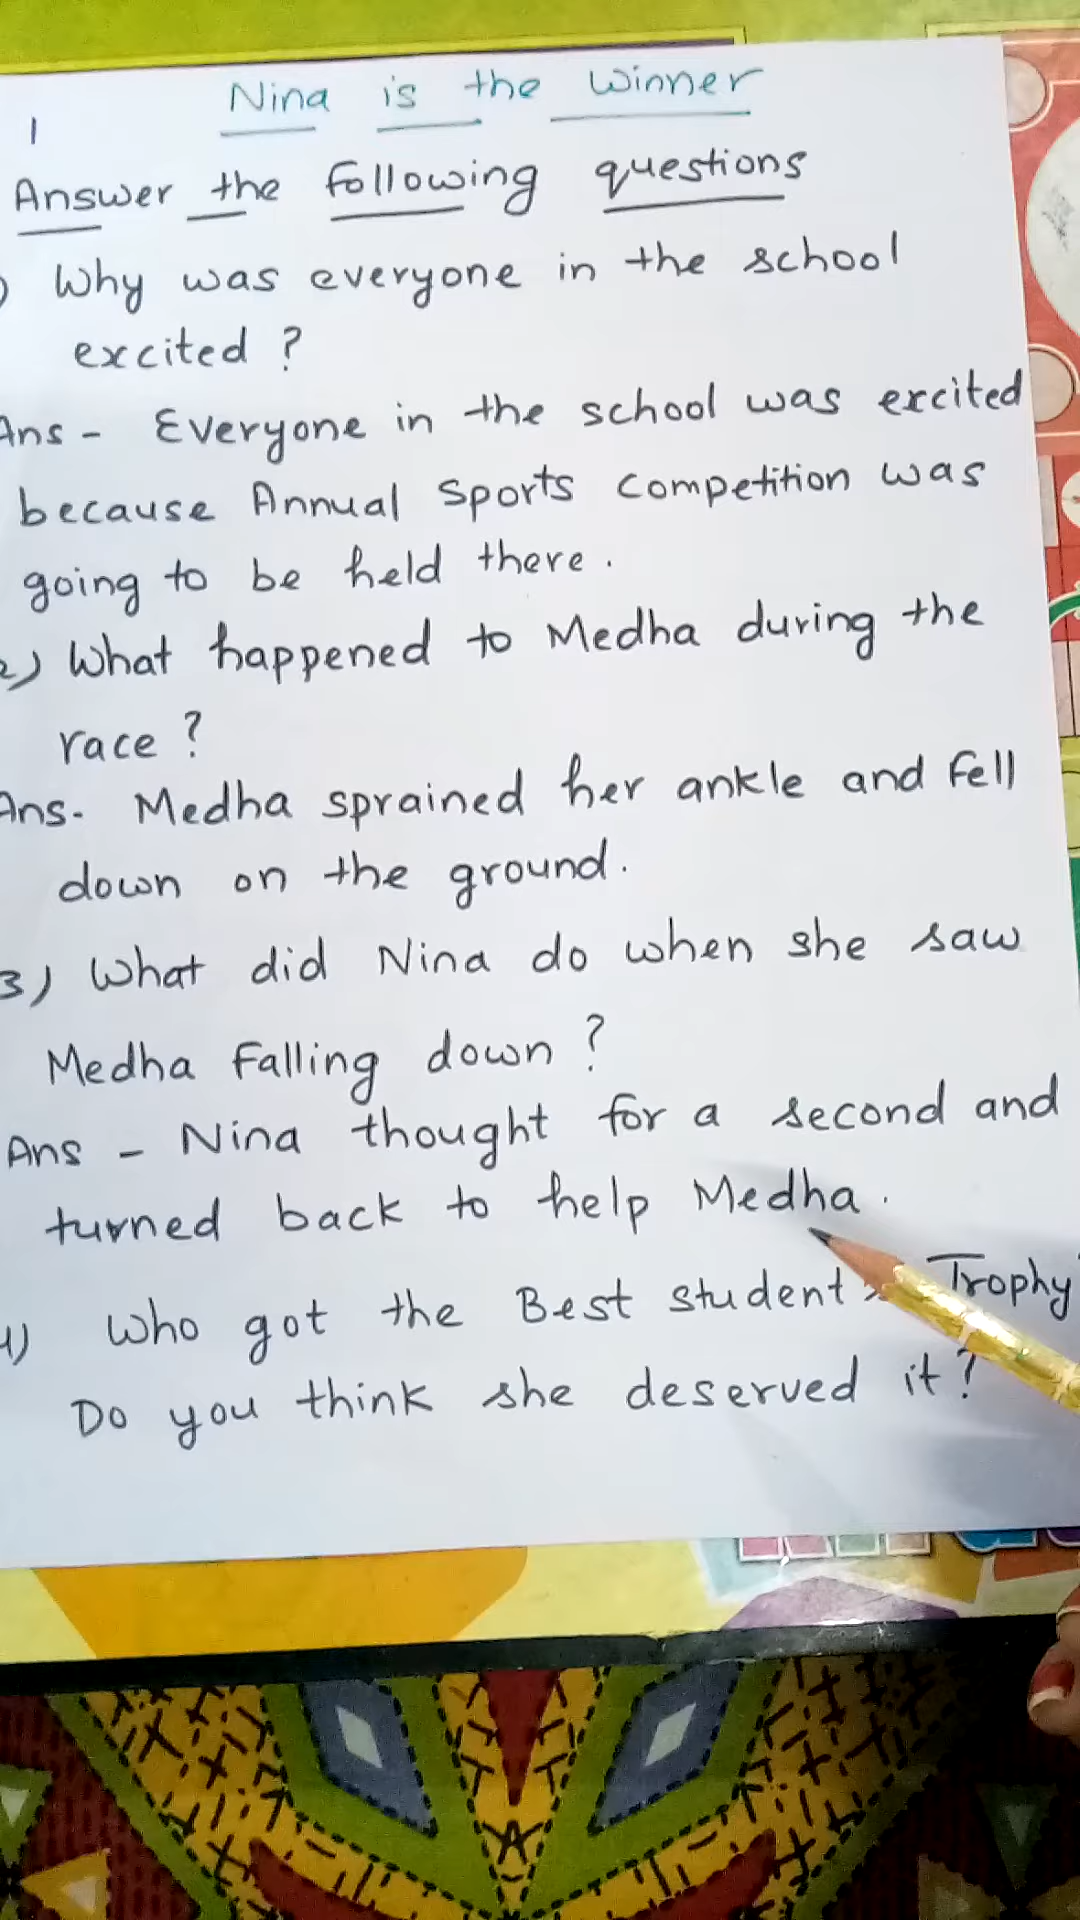 Nina is the Winner
1
Answer the following questions
Why was everyone in the school
excited ?
Ans - Everyone in the school was excited
because Annual Sports competition was
going to be held there .
2) What happened to Medha during the
race ?
Ans. Medha sprained her ankle and fell
down on the ground .
3) What did Nina do when she saw
Medha Falling down ?
Ans - Nina thought for a second and
turned back to help Medha .
4) Who got the Best student Trophy
Do you think she deserved it ?